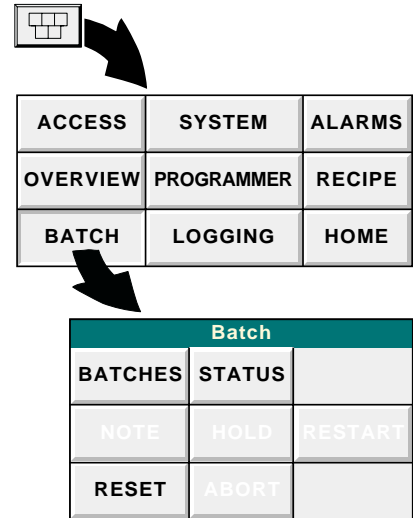 ACCESS SYSTEM ALARMS
OVERVIEW PROGRAMMER RECIPE
BATCH LOGGING HOME
Batch
BATCHES STATUS
NOTE HOLD RESTART
RESET ABORT